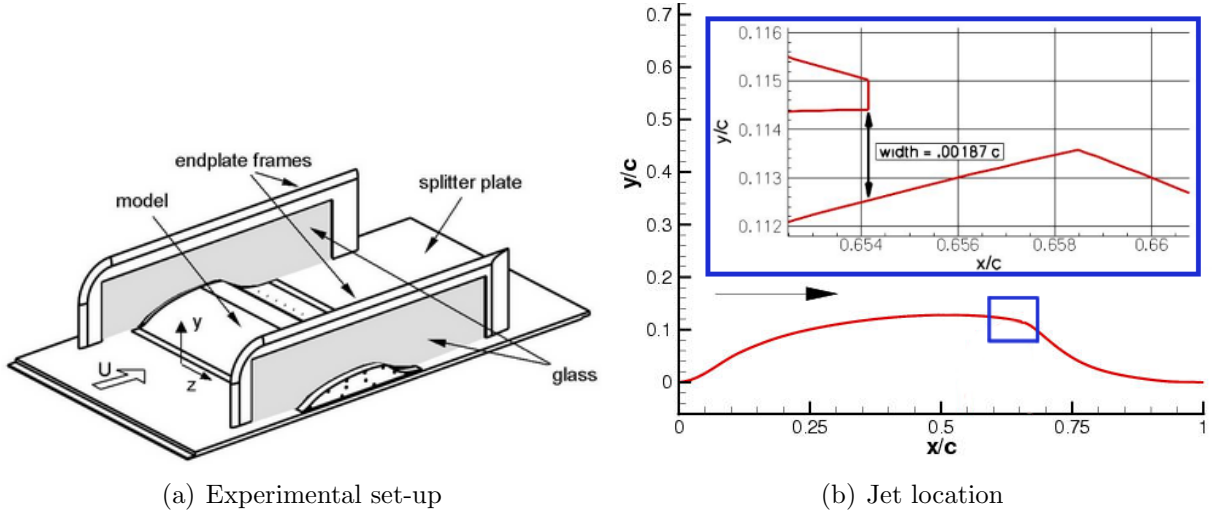 endplate frames
splitter plate
model
y
U
z
glass
(a) Experimental set-up
0.7
0.6
0.5
0.4
0.3
0.2
0.1
0
y/c
0.116
0.115
0.114
0.113
0.112
y/c
width = .00187 c
0.654
0.656
0.658
0.66
x/c
0
0.25
0.5
0.75
1
x/c
(b) Jet location